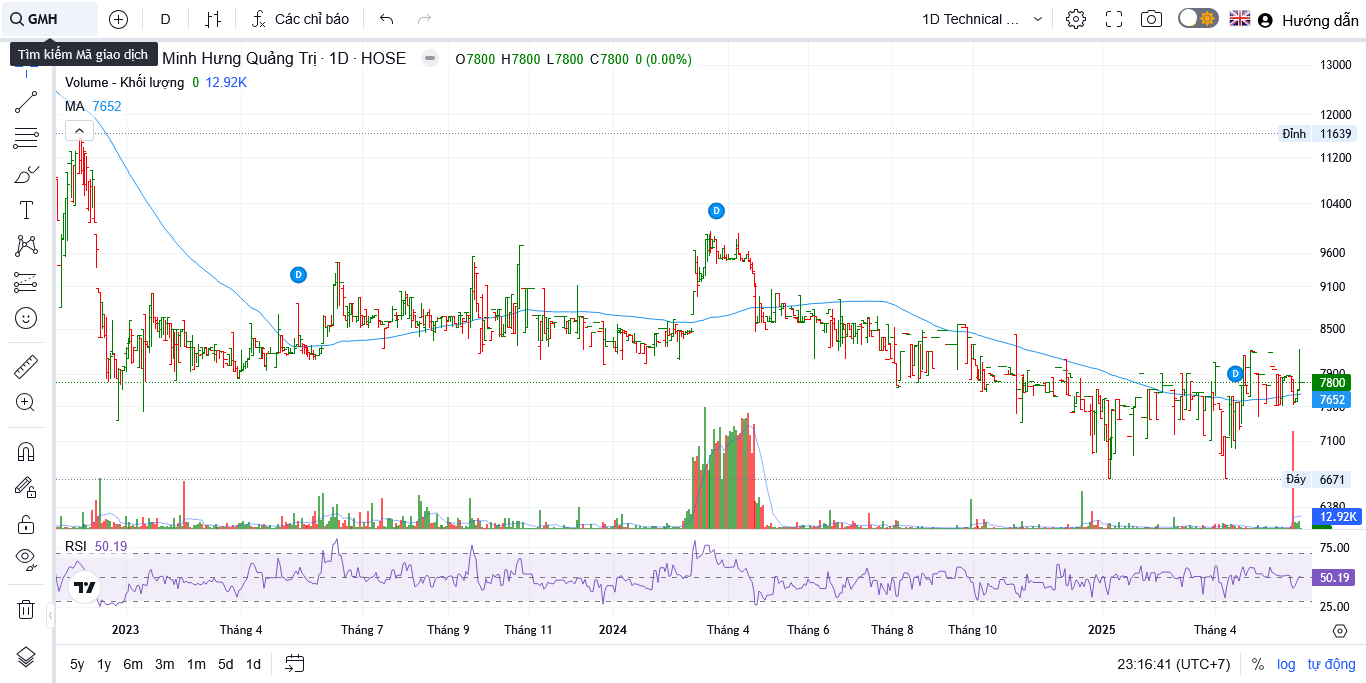 GMH
D
Các chỉ báo
1D Technical ...
Hướng dẫn
Tìm kiếm Mã giao dịch
Minh Hưng Quảng Trị · 1D · HOSE
O7800 H7800 L7800 C7800 0 (0.00%)
Volume - Khối lượng 0 12.92K
MA 7652
13000
12000
Đỉnh 11639
11200
10400
9600
9100
8500
7900
7800
7652
7500
7100
Đáy 6671
6380
12.92K
D
D
D
RSI 50.19
75.00
50.19
25.00
2023
Tháng 4
Tháng 7
Tháng 9
Tháng 11
2024
Tháng 4
Tháng 6
Tháng 8
Tháng 10
2025
Tháng 4
5y 1y 6m 3m 1m 5d 1d
23:16:41 (UTC+7)
% log tự động